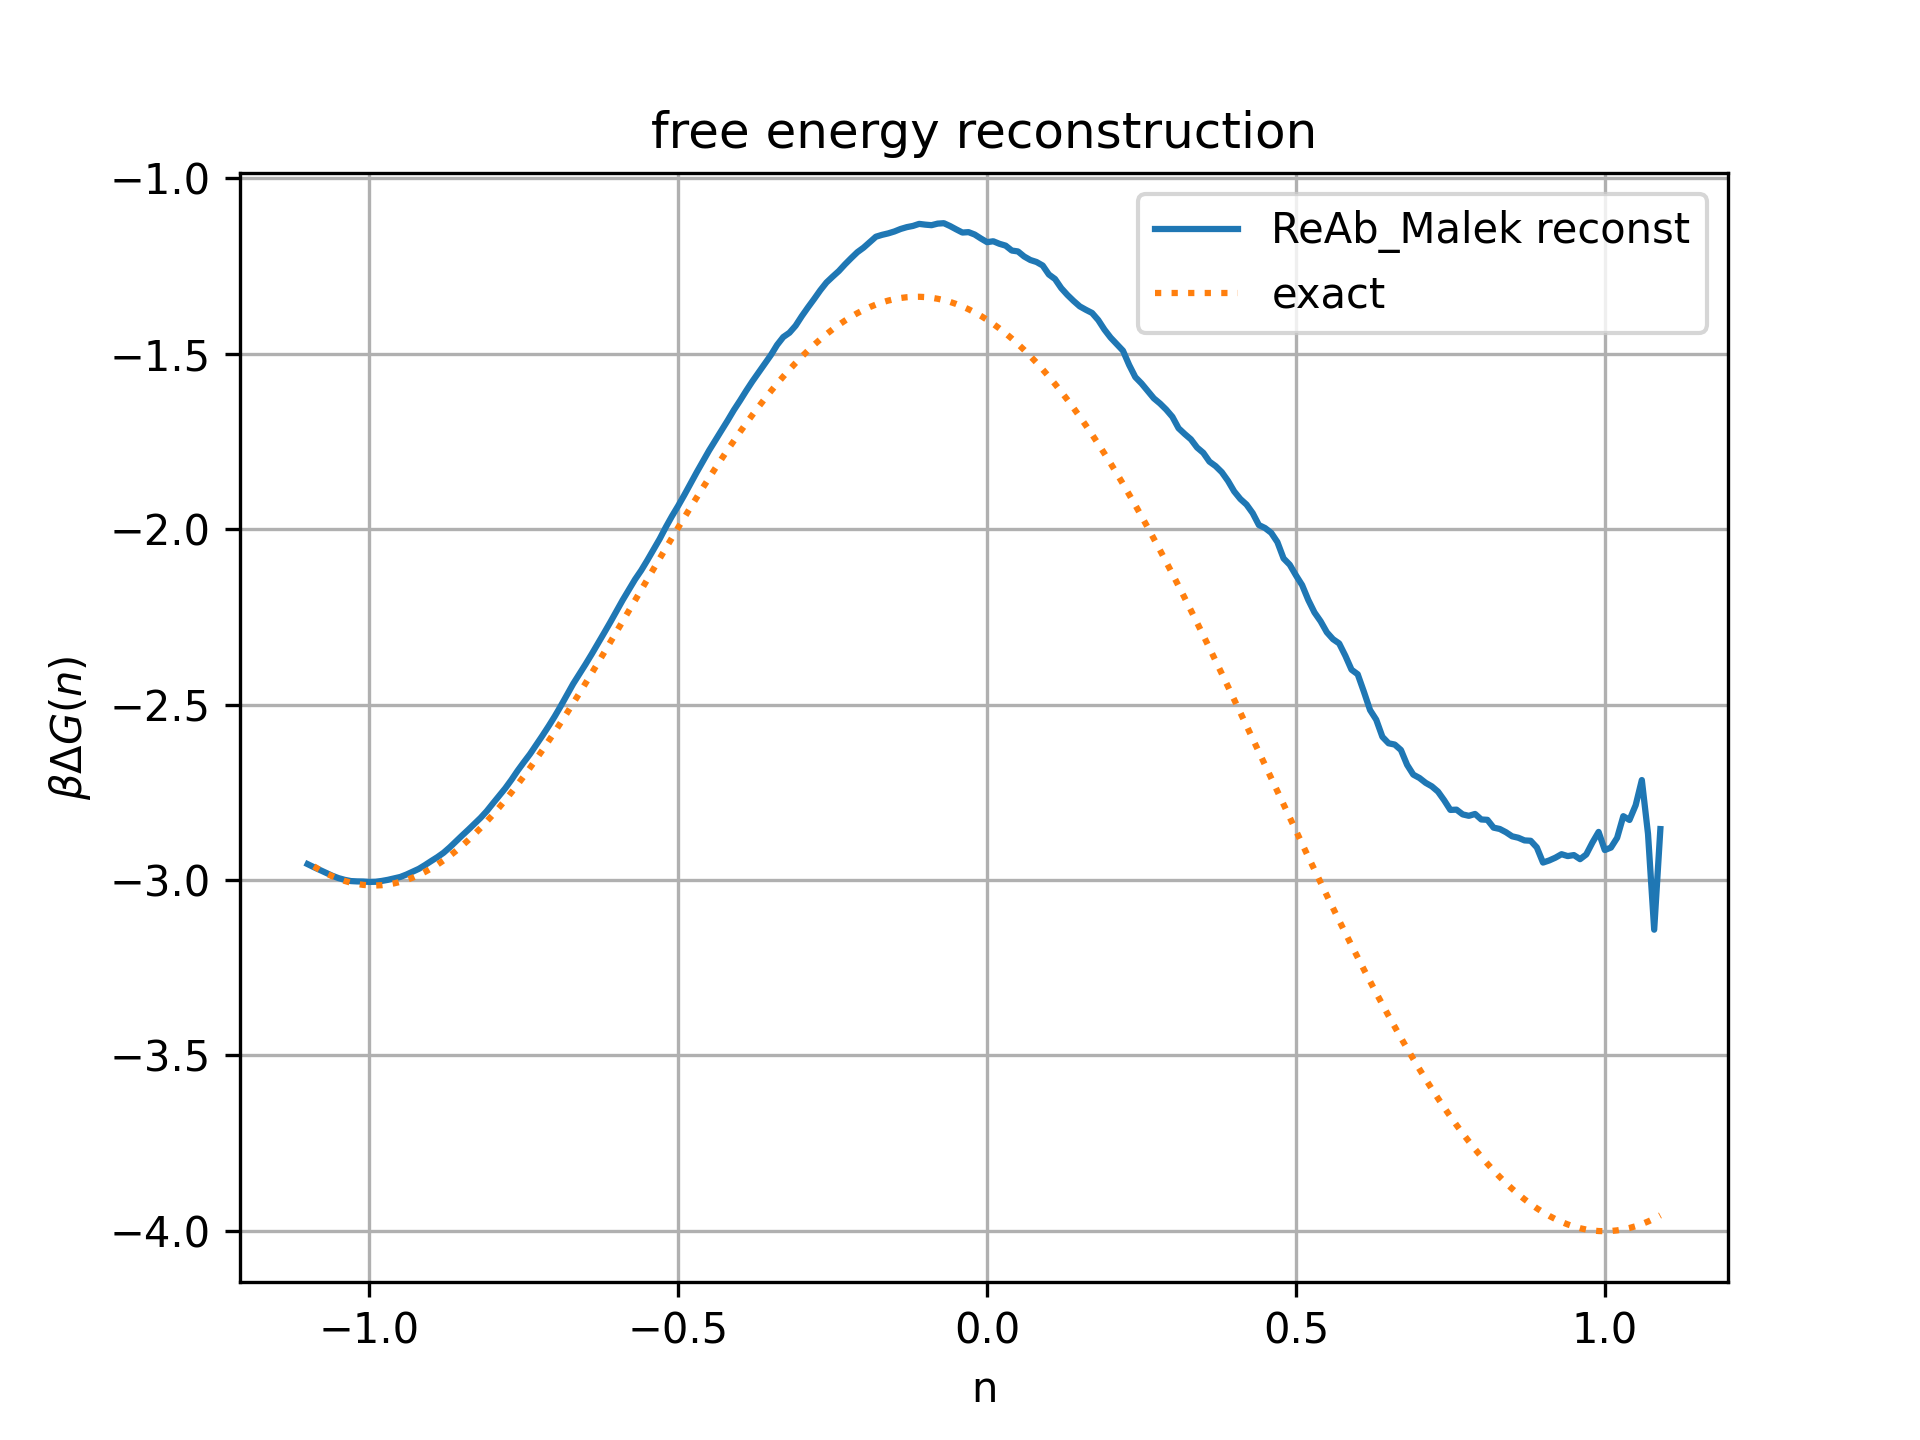 free energy reconstruction
ReAb_Malek reconst
exact
−1.0
−1.5
−2.0
−2.5
−3.0
−3.5
−4.0
βΔG(n)
−1.0
−0.5
0.0
0.5
1.0
n